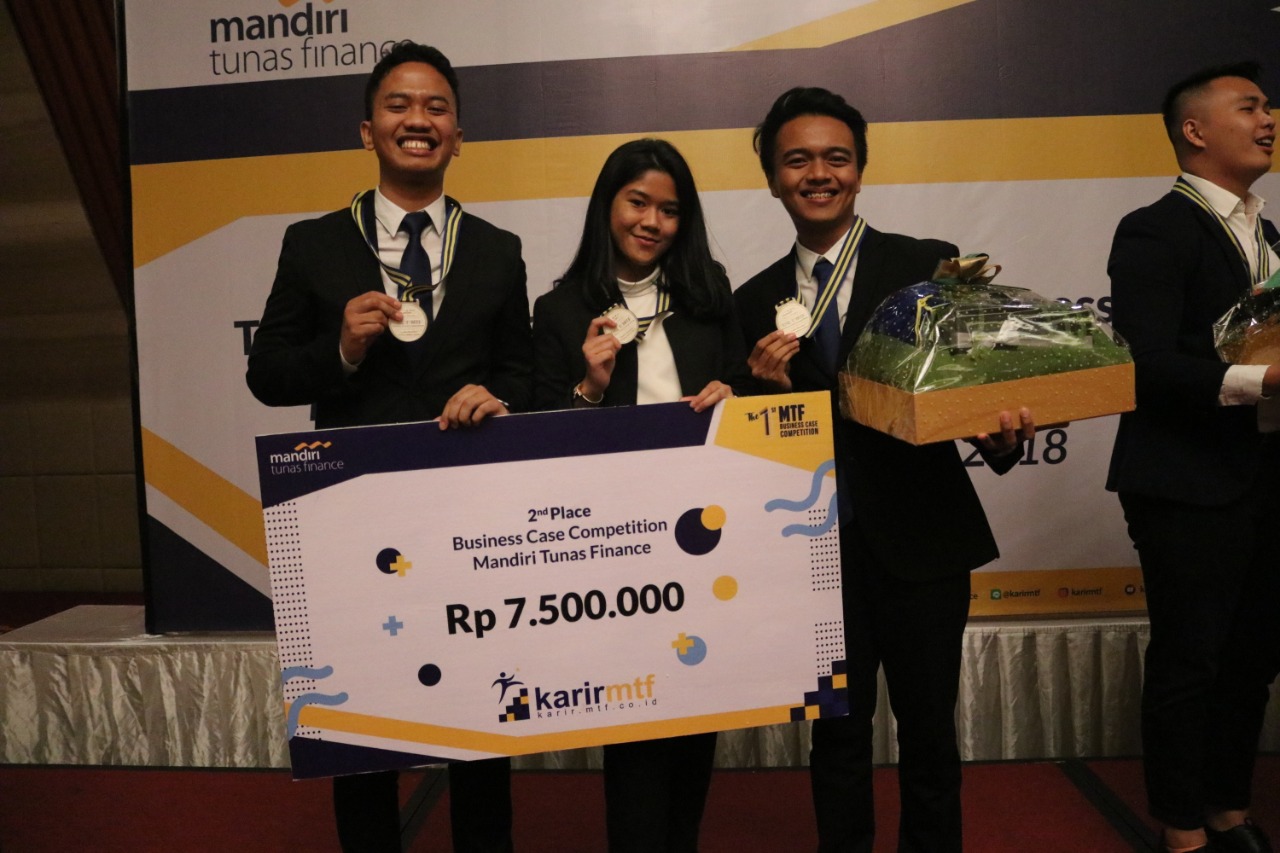 mandiri
tunas finance
mandiri
tunas finance
The 1st MTF
BUSINESS CASE
COMPETITION
2nd Place
Business Case Competition
Mandiri Tunas Finance
Rp 7.500.000
karirmtf
karir.mtf.co.id
@karirmtf
karirmtf